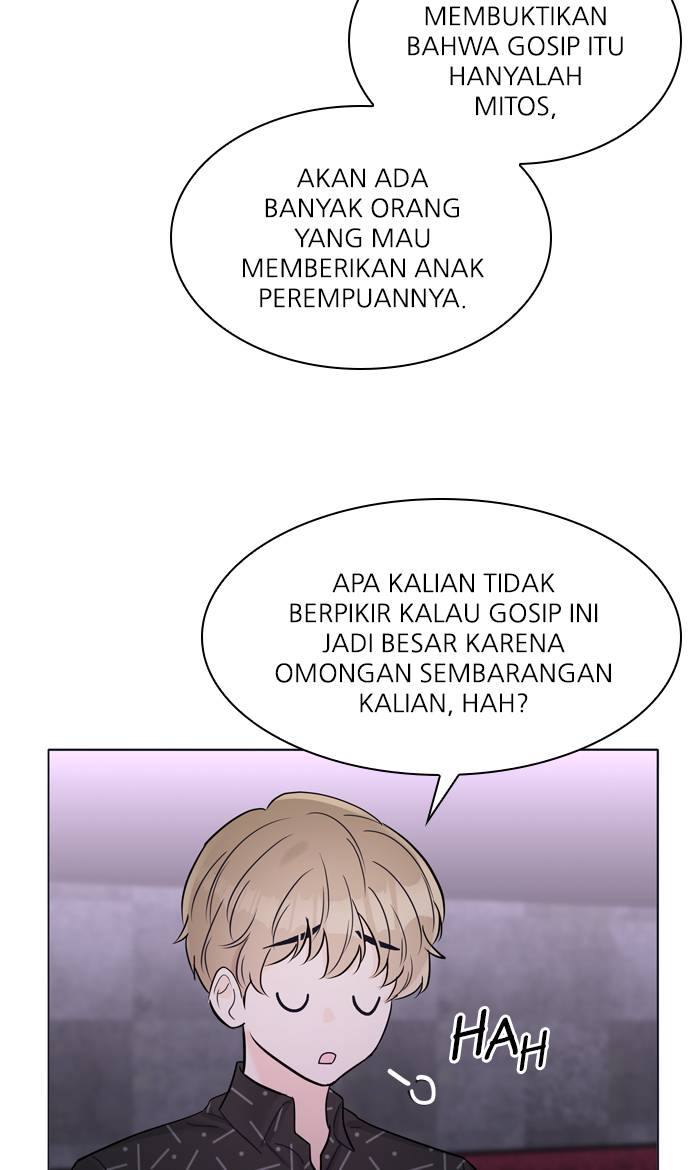 MEMBUKTIKAN
BAHWA GOSIP ITU
HANYALAH
MITOS,
AKAN ADA
BANYAK ORANG
YANG MAU
MEMBERIKAN ANAK
PEREMPUANNYA.
APA KALIAN TIDAK
BERPIKIR KALAU GOSIP INI
JADI BESAR KARENA
OMONGAN SEMBARANGAN
KALIAN, HAH?
HAH